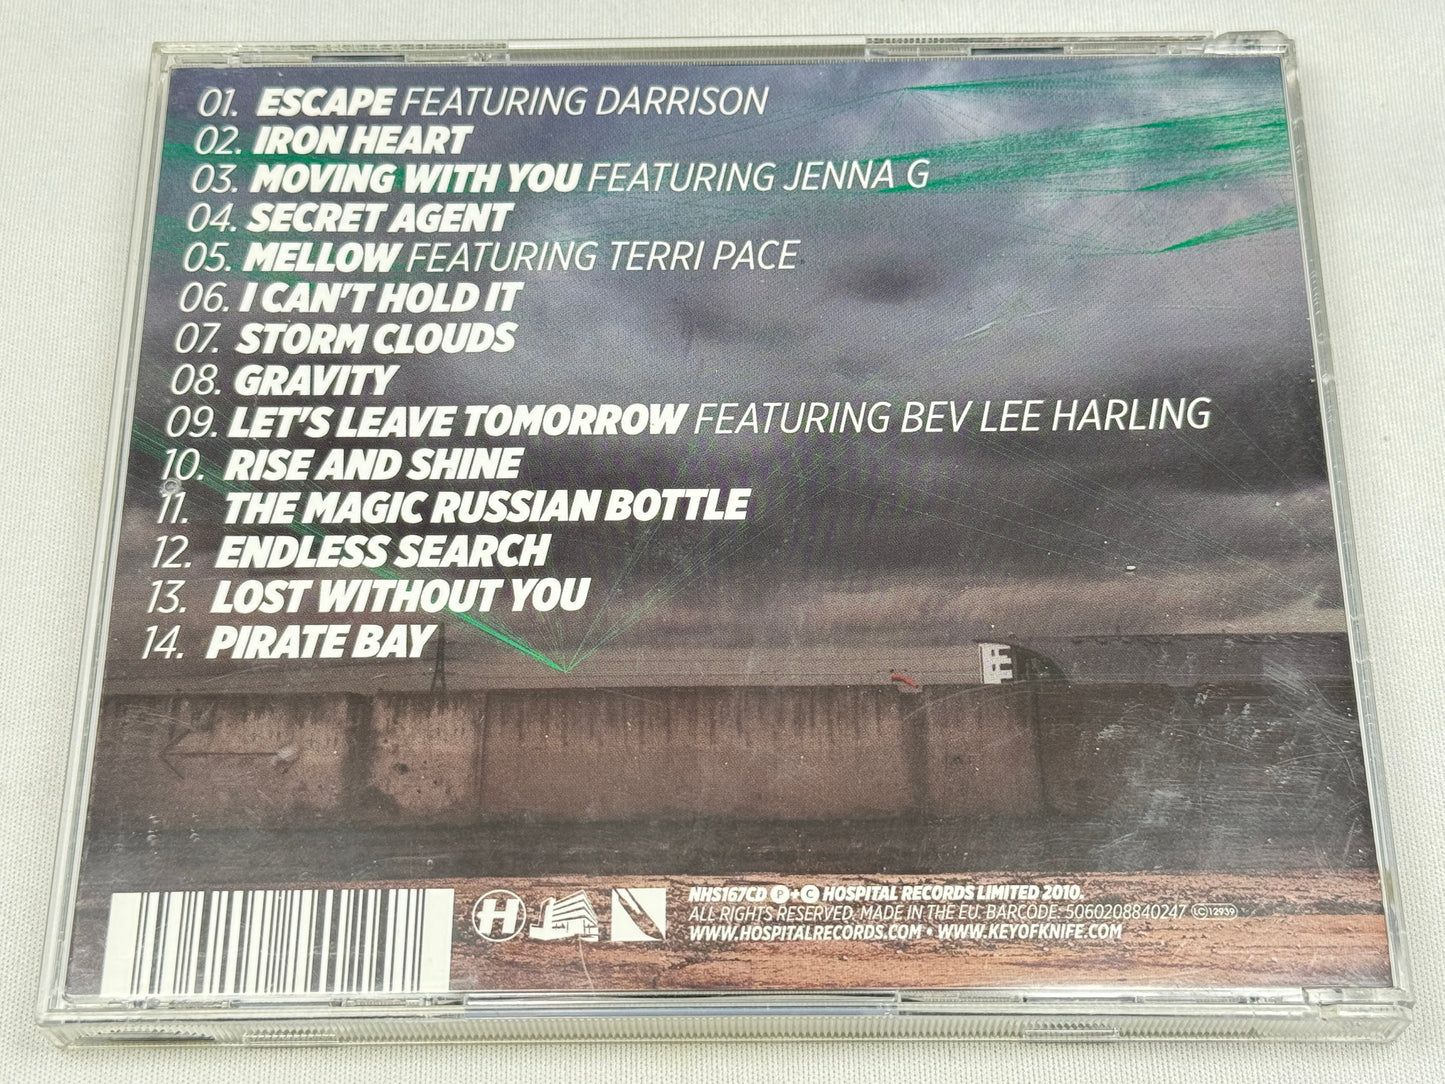 01. ESCAPE FEATURING DARRISON
02. IRON HEART
03. MOVING WITH YOU FEATURING JENNA G
04. SECRET AGENT
05. MELLOW FEATURING TERRI PACE
06. I CAN'T HOLD IT
07. STORM CLOUDS
08. GRAVITY
09. LET'S LEAVE TOMORROW FEATURING BEV LEE HARLING
10. RISE AND SHINE
11. THE MAGIC RUSSIAN BOTTLE
12. ENDLESS SEARCH
13. LOST WITHOUT YOU
14. PIRATE BAY
H
NHS167CD Ⓟ+Ⓒ HOSPITAL RECORDS LIMITED 2010.
ALL RIGHTS RESERVED. MADE IN THE EU. BARCODE: 5060208840247 LC 12939
WWW.HOSPITALRECORDS.COM • WWW.KEYOFKNIFE.COM